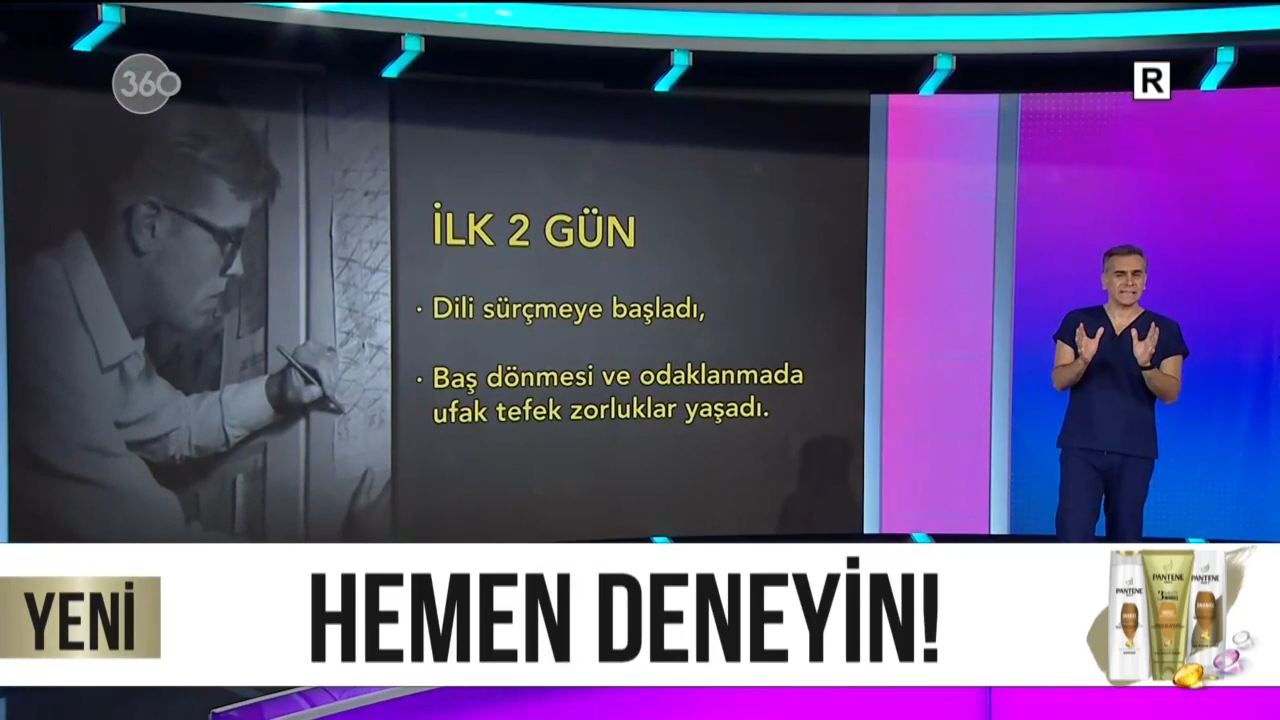 360
R
İLK 2 GÜN
· Dili sürçmeye başladı,
· Baş dönmesi ve odaklanmada
ufak tefek zorluklar yaşadı.
YENİ
HEMEN DENEYİN!
PANTENE
PANTENE
PANTENE